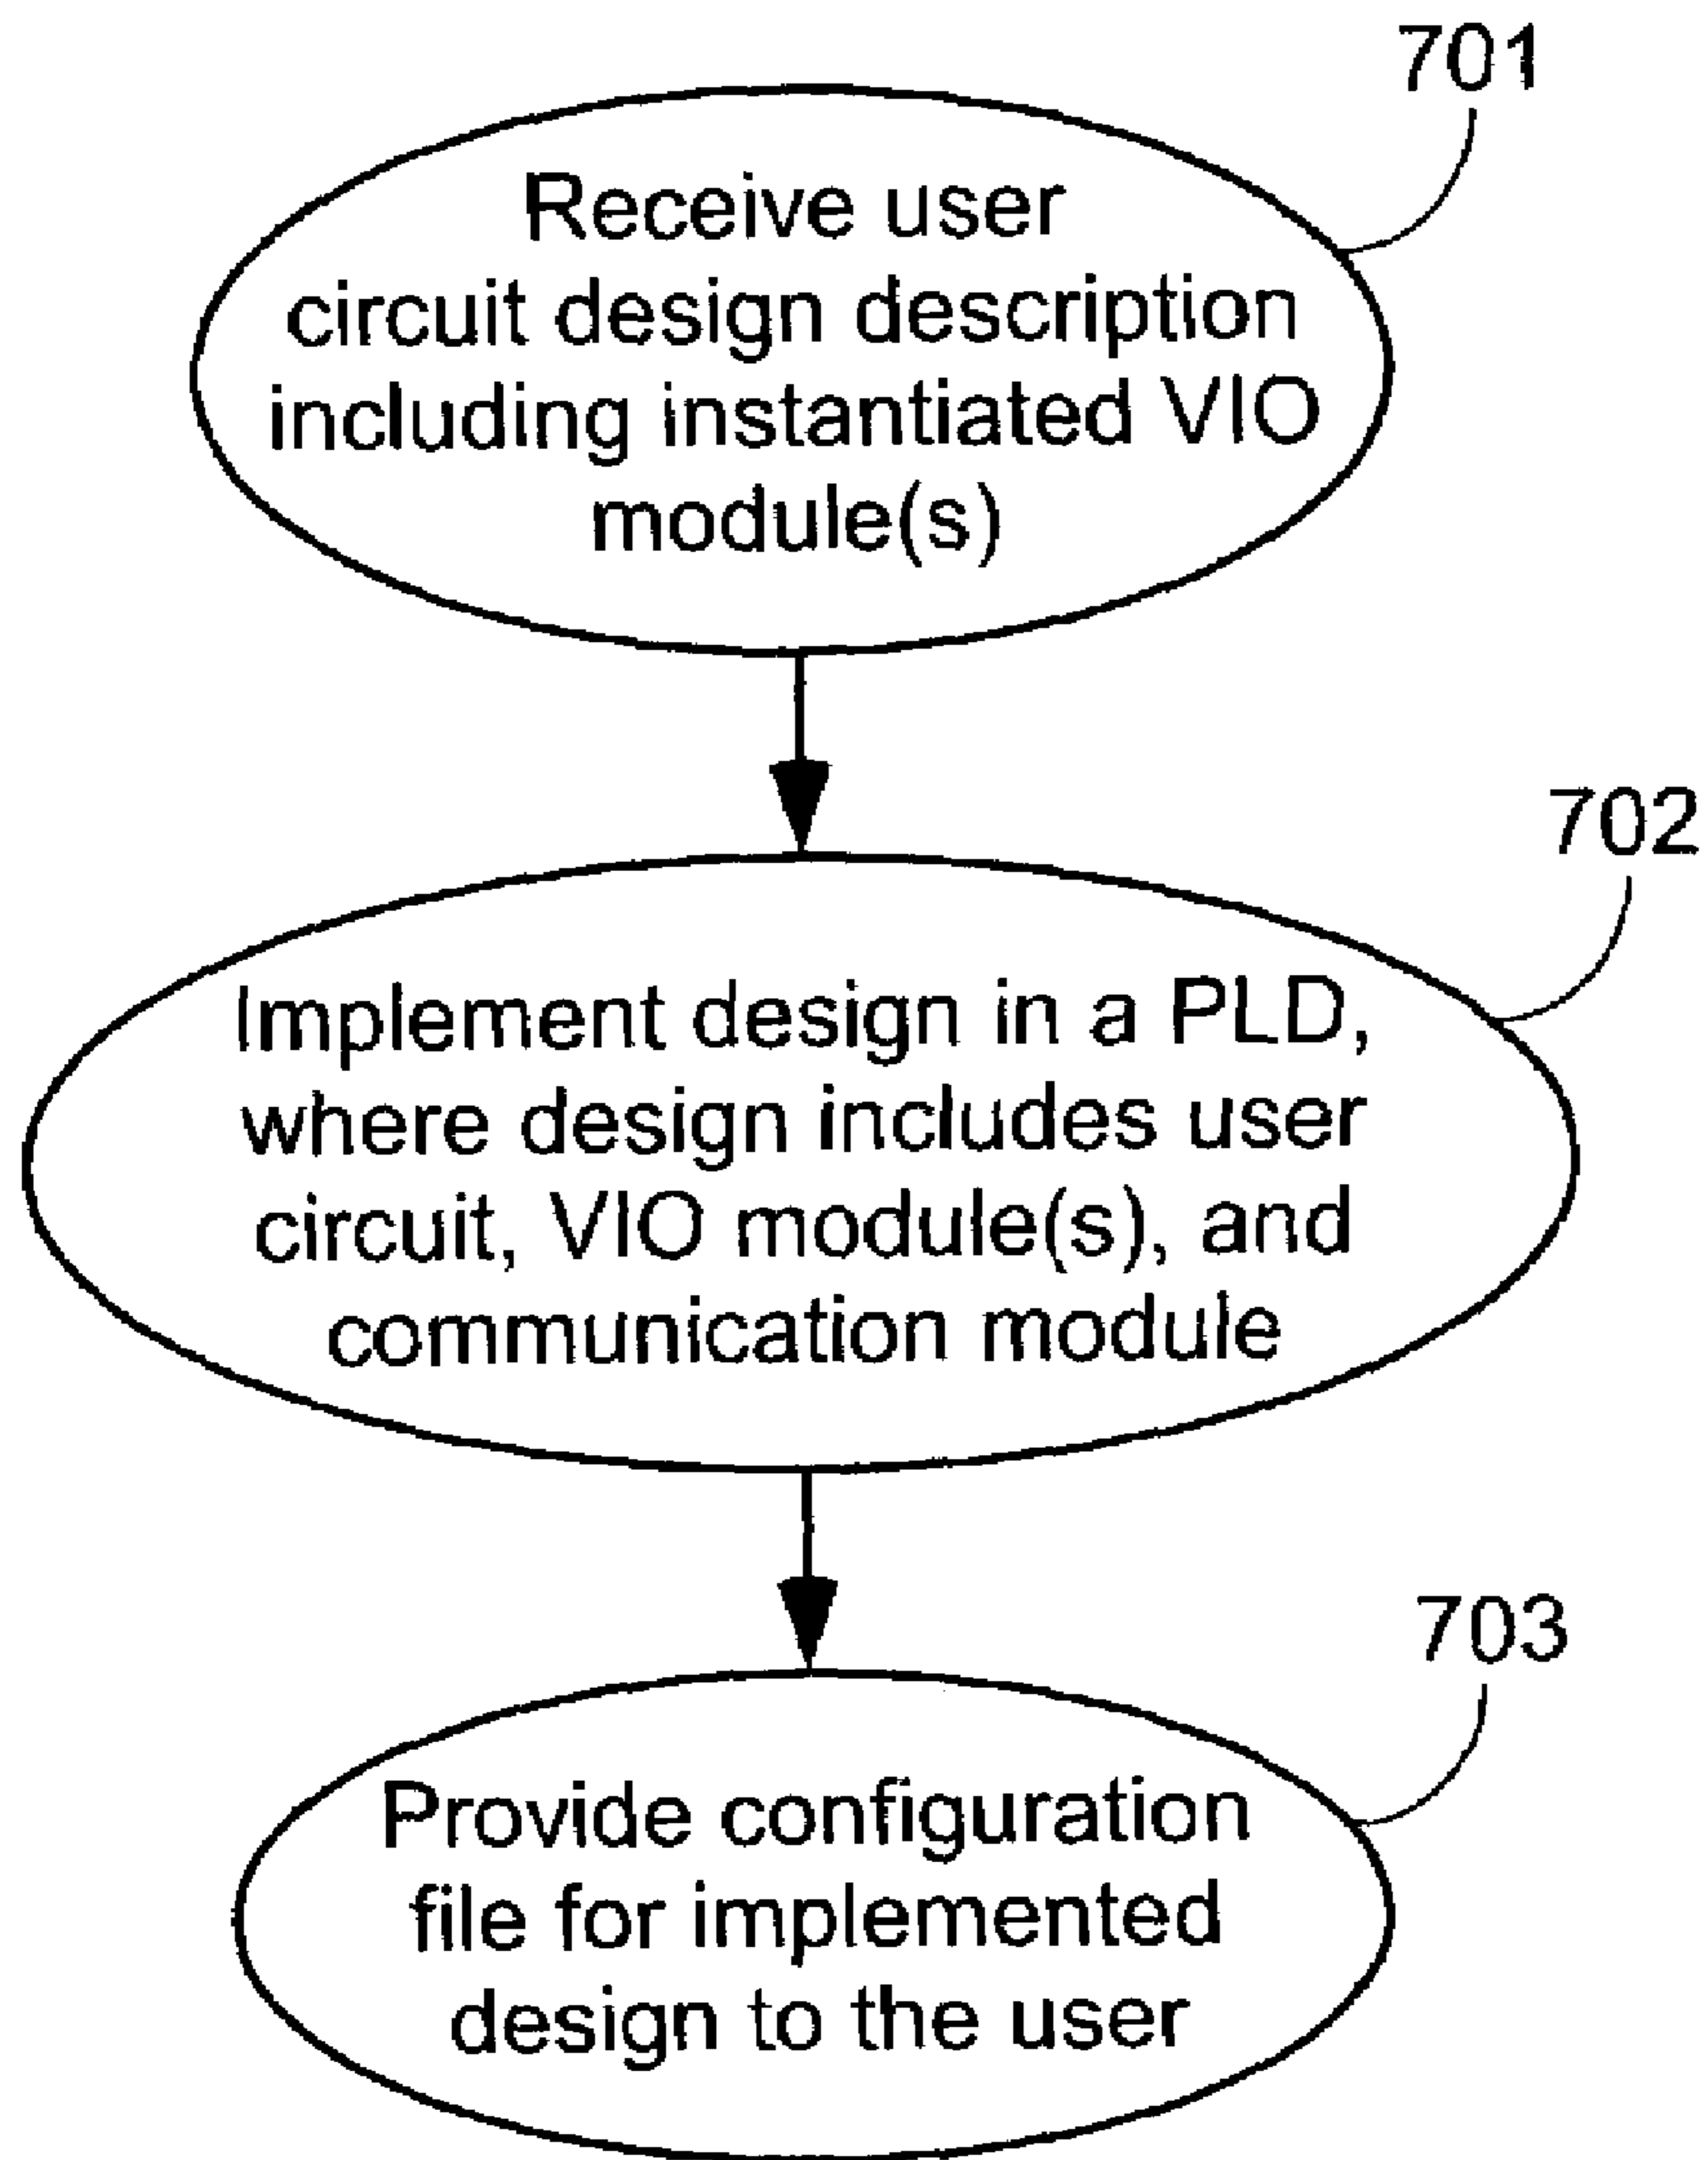 701
Receive user
circuit design description
including instantiated VIO
module(s)
702
Implement design in a PLD,
where design includes user
circuit, VIO module(s), and
communication module
703
Provide configuration
file for implemented
design to the user